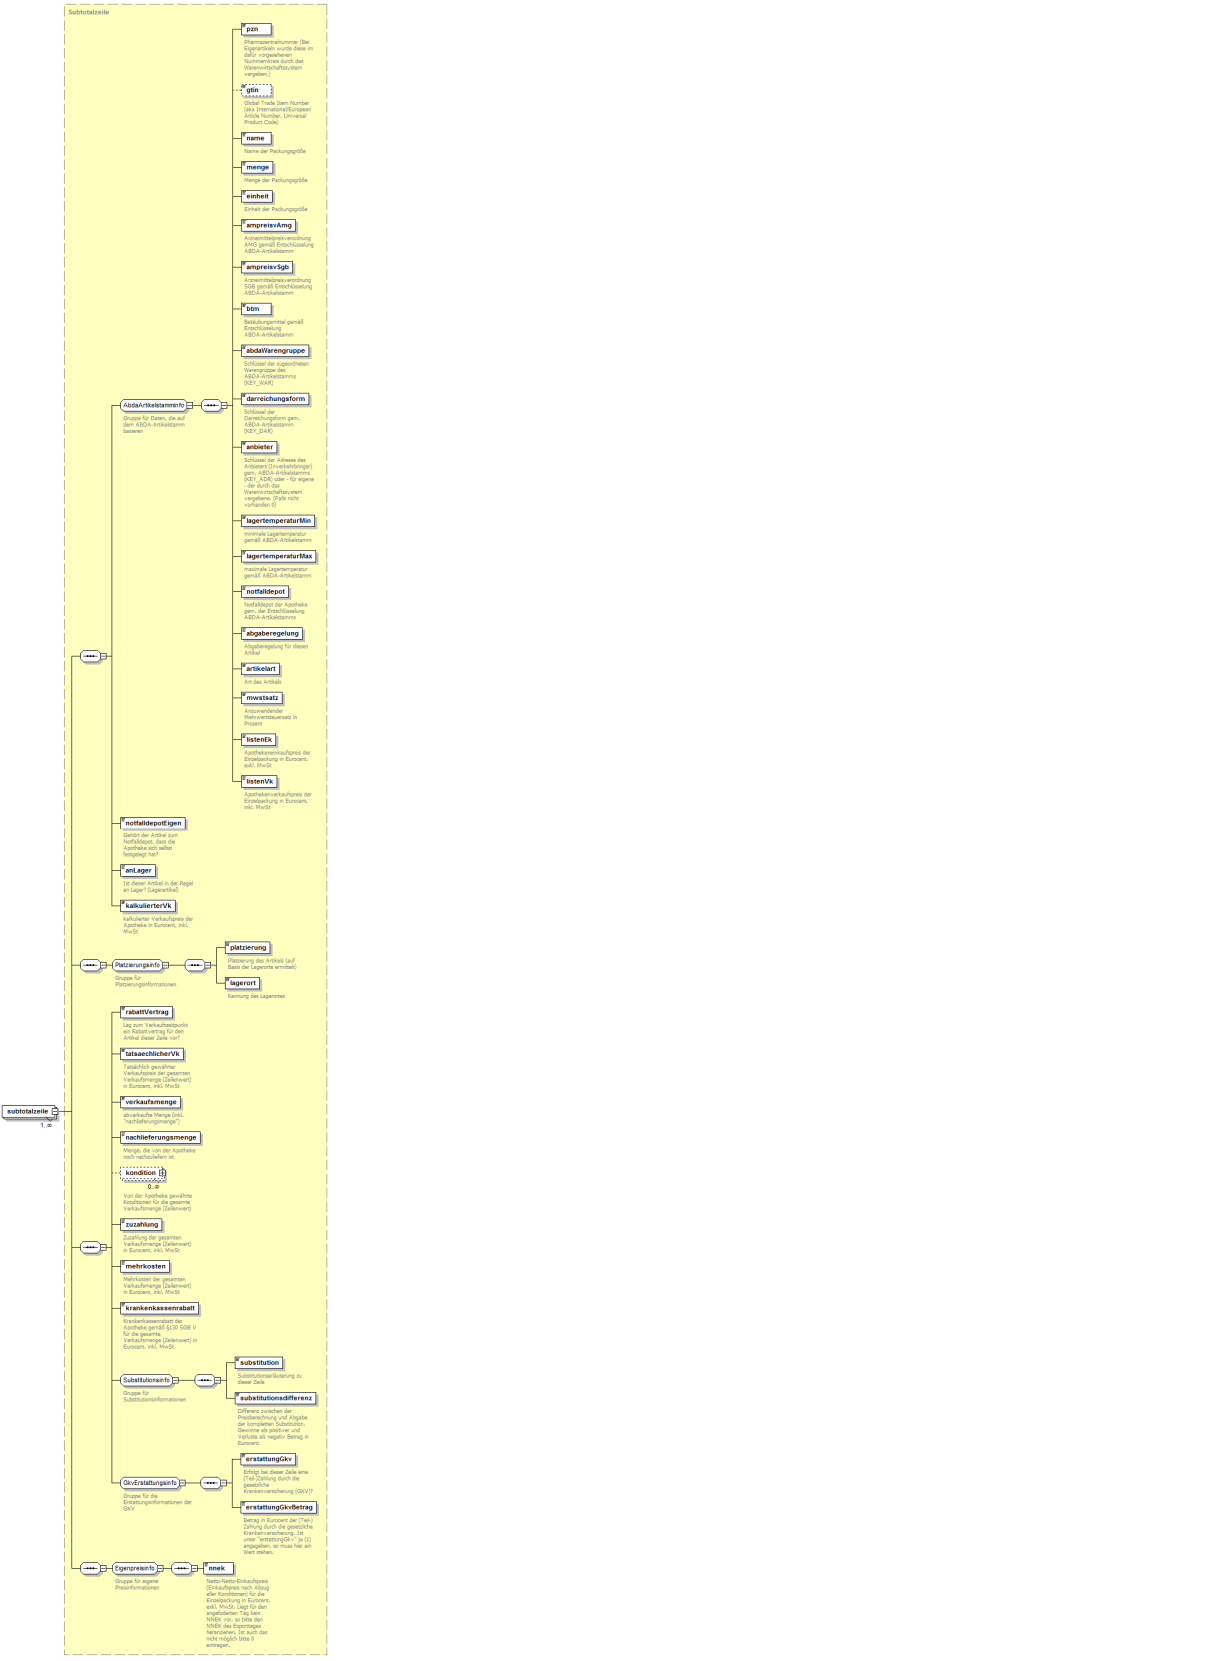 Subtotalzeile
pzn
Pharmazentralnummer (Bei
Eigenartikeln wurde diese im
dafür vorgesehenen
Nummernkreis durch das
Warenwirtschaftssystem
vergeben.)
gtin
Global Trade Item Number
(aka International/European
Article Number, Universal
Product Code)
name
Name der Packungsgröße
menge
Menge der Packungsgröße
einheit
Einheit der Packungsgröße
ampreisvAmg
Arzneimittelpreisverordnung
AMG gemäß Entschlüsselung
ABDA-Artikelstamm
ampreisvSgb
Arzneimittelpreisverordnung
SGB gemäß Entschlüsselung
ABDA-Artikelstamm
btm
Betäubungsmittel gemäß
Entschlüsselung
ABDA-Artikelstamm
abdaWarengruppe
Schlüssel der zugeordneten
Warengruppe des
ABDA-Artikelstamms
(KEY_WAR)
AbdaArtikelstammInfo
Gruppe für Daten, die auf
dem ABDA-Artikelstamm
basieren
darreichungsform
Schlüssel der
Darreichungsform gem.
ABDA-Artikelstamm
(KEY_DAR)
anbieter
Schlüssel der Adresse des
Anbieters (Inverkehrbringer)
gem. ABDA-Artikelstamms
(KEY_ADR) oder - für eigene
- der durch das
Warenwirtschaftssystem
vergebene. (Falls nicht
vorhanden 0)
lagertemperaturMin
minimale Lagertemperatur
gemäß ABDA-Artikelstamm
lagertemperaturMax
maximale Lagertemperatur
gemäß ABDA-Artikelstamm
notfalldepot
Notfalldepot der Apotheke
gem. der Entschlüsselung
ABDA-Artikelstamms
abgaberegelung
Abgaberegelung für diesen
Artikel
artikelart
Art des Artikels
mwstsatz
Anzuwendender
Mehrwertsteuersatz in
Prozent
listenEk
Apothekeneinkaufspreis der
Einzelpackung in Eurocent,
exkl. MwSt
listenVk
Apothekenverkaufspreis der
Einzelpackung in Eurocent,
inkl. MwSt
notfalldepotEigen
Gehört der Artikel zum
Notfalldepot, dass die
Apotheke sich selbst
festgelegt hat?
anLager
Ist dieser Artikel in der Regel
an Lager? (Lagerartikel)
kalkulierterVk
kalkulierter Verkaufspreis der
Apotheke in Eurocent, inkl.
MwSt
PlatzierungsInfo
Gruppe für
Platzierungsinformationen
platzierung
Platzierung des Artikels (auf
Basis der Lagerorte ermittelt)
lagerort
Kennung des Lagerortes
rabattVertrag
Lag zum Verkaufszeitpunkt
ein Rabattvertrag für den
Artikel dieser Zeile vor?
tatsaechlicherVk
Tatsächlich gewährter
Verkaufspreis der gesamten
Verkaufsmenge (Zeilenwert)
in Eurocent, inkl. MwSt
verkaufsmenge
abverkaufte Menge (inkl.
"nachlieferungsmenge")
subtotalzeile
1..∞
nachlieferungsmenge
Menge, die von der Apotheke
noch nachzuliefern ist
kondition
0..∞
Von der Apotheke gewährte
Konditionen für die gesamte
Verkaufsmenge (Zeilenwert)
zuzahlung
Zuzahlung der gesamten
Verkaufsmenge (Zeilenwert)
in Eurocent, inkl. MwSt
mehrkosten
Mehrkosten der gesamten
Verkaufsmenge (Zeilenwert)
in Eurocent, inkl. MwSt
krankenkassenrabatt
Krankenkassenrabatt der
Apotheke gemäß §130 SGB V
für die gesamte
Verkaufsmenge (Zeilenwert) in
Eurocent, inkl. MwSt
SubstitutionsInfo
Gruppe für
Substitutionsinformationen
substitution
Substitutionserläuterung zu
dieser Zeile
substitutionsdifferenz
Differenz zwischen der
Preisberechnung und Abgabe
der kompletten Substitution.
Gewinne als positiver und
Verluste als negativ Betrag in
Eurocent.
GkvErstattungsInfo
Gruppe für die
Erstattungsinformationen der
GKV
erstattungGkv
Erfolgt bei dieser Zeile eine
(Teil-)Zahlung durch die
gesetzliche
Krankenversicherung (GKV)?
erstattungGkvBetrag
Betrag in Eurocent der (Teil-)
Zahlung durch die gesetzliche
Krankenversicherung. Ist
unter "erstattungGkv" ja (1)
angegeben, so muss hier ein
Wert stehen.
EigenpreisInfo
Gruppe für eigene
Preisinformationen
nnek
Netto-Netto-Einkaufspreis
(Einkaufspreis nach Abzug
aller Konditionen) für die
Einzelpackung in Eurocent,
exkl. MwSt. Liegt für den
angefoderten Tag kein
NNEK vor, so bitte den
NNEK des Exporttages
heranziehen. Ist auch das
nicht möglich bitte 0
eintragen.